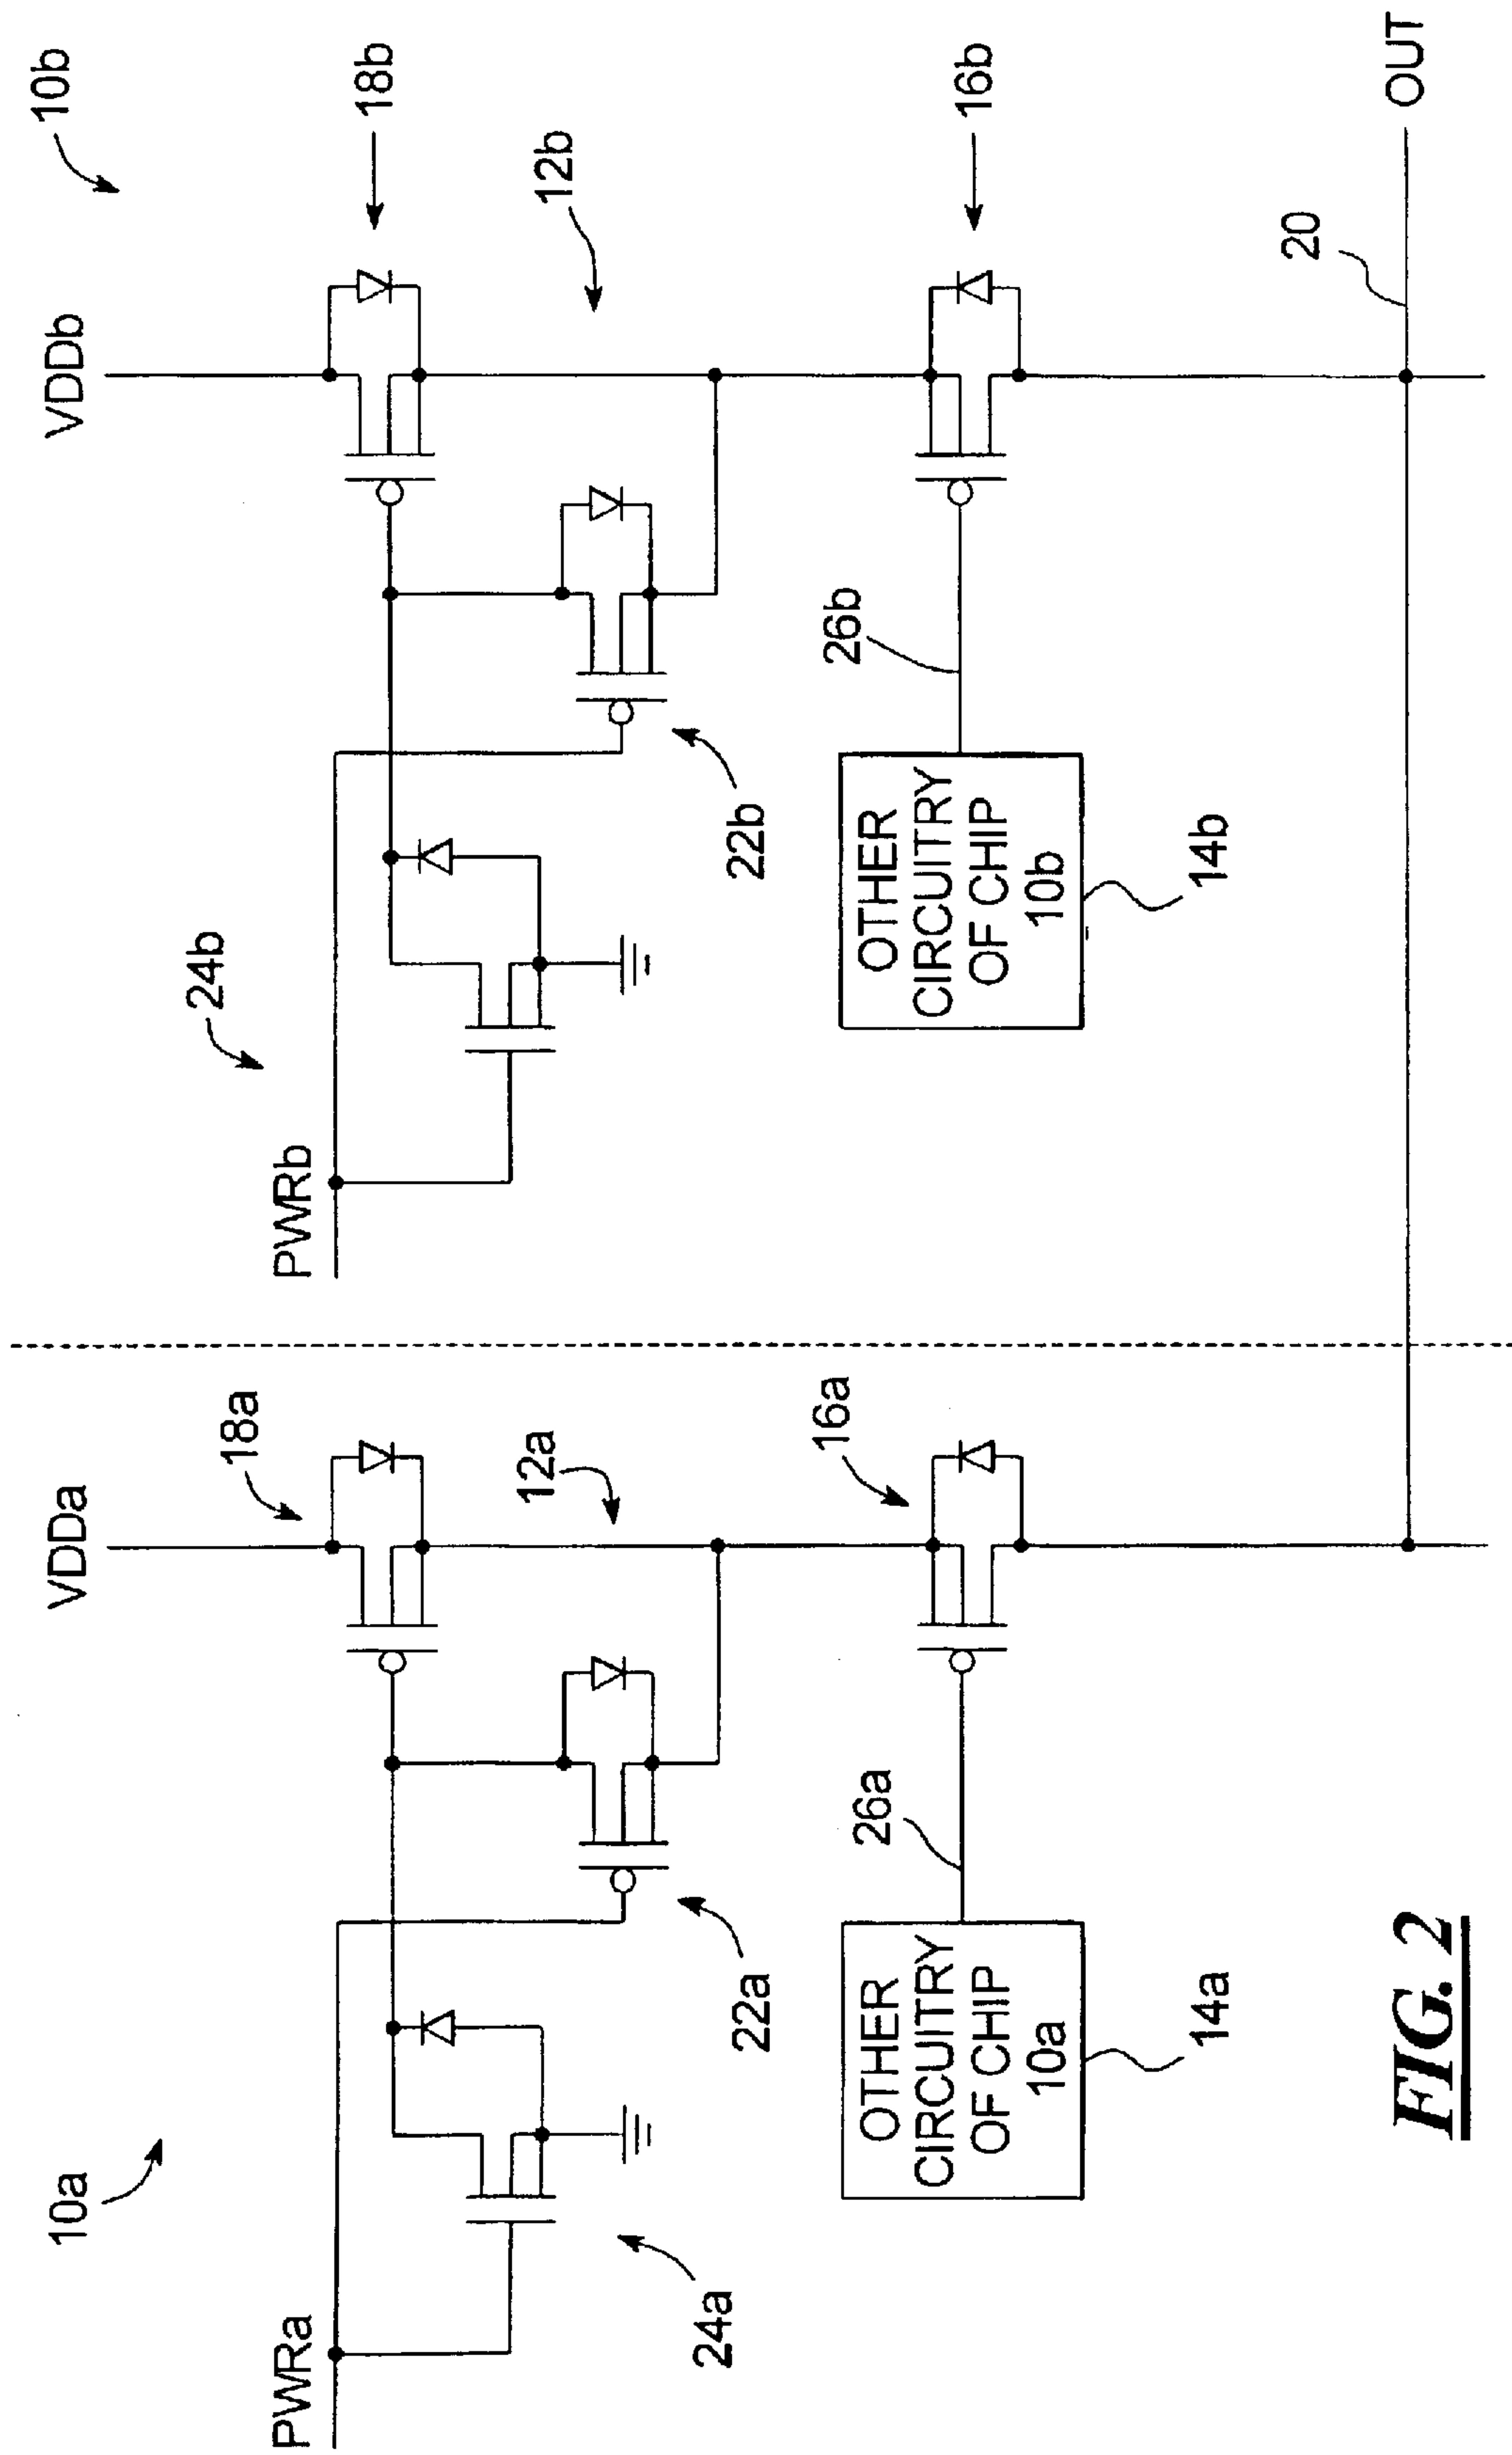 10a
VDDa
18a
PWRa
24a
22a
12a
16a
26a
OTHER
CIRCUITRY
OF CHIP
10a
14a
10b
VDDb
18b
PWRb
24b
22b
12b
16b
26b
OTHER
CIRCUITRY
OF CHIP
10b
14b
20
OUT
FIG. 2